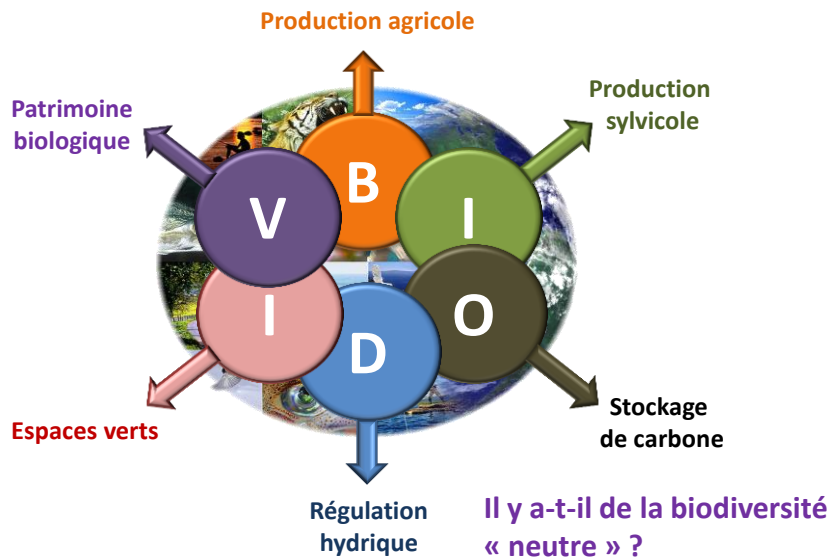 Production agricole
Patrimoine
biologique
Production
sylvicole
B
V
I
I
O
D
Espaces verts
Stockage
de carbone
Régulation
hydrique
Il y a-t-il de la biodiversité
« neutre » ?